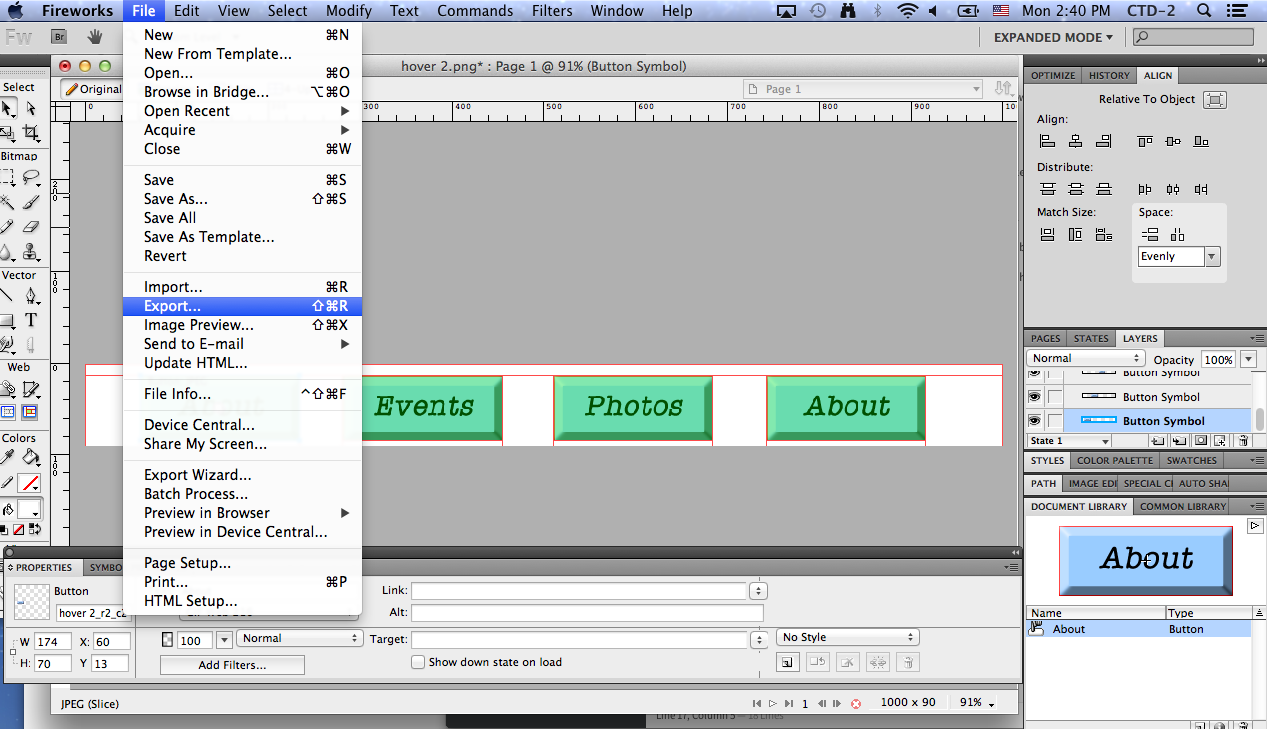 Fireworks File Edit View Select Modify Text Commands Filters Window Help Mon 2:40 PM CTD-2
Fw Br EXPANDED MODE
hover 2.png* : Page 1 @ 91% (Button Symbol)
Original Page 1
0 300 400 500 600 700 800 900
Select
Bitmap
Vector
Web
Colors
New ⌘N
New From Template...
Open... ⌘O
Browse in Bridge... ⌥⌘O
Open Recent
Acquire
Close ⌘W
Save ⌘S
Save As... ⇧⌘S
Save All
Save As Template...
Revert
Import... ⌘R
Export... ⇧⌘R
Image Preview... ⇧⌘X
Send to E-mail
Update HTML...
File Info... ^⇧⌘F
Device Central...
Share My Screen...
Export Wizard...
Batch Process...
Preview in Browser
Preview in Device Central...
Page Setup...
Print... ⌘P
HTML Setup...
200
100
0
100
About Events Photos About
OPTIMIZE HISTORY ALIGN
Relative To Object
Align:
Distribute:
Match Size: Space:
Evenly
PAGES STATES LAYERS
Normal Opacity 100%
Button Symbol
Button Symbol
Button Symbol
State 1
STYLES COLOR PALETTE SWATCHES
PATH IMAGE EDI SPECIAL CI AUTO SHA
DOCUMENT LIBRARY COMMON LIBRARY
About
Name Type
About Button
PROPERTIES SYMBO
Button
hover 2_r2_c2
W 174 X: 60
H: 70 Y 13
Link:
Alt:
100 Normal Target: No Style
Add Filters... Show down state on load
JPEG (Slice) 1 1000 x 90 91%
Line 17, Column 5 — 18 Lines